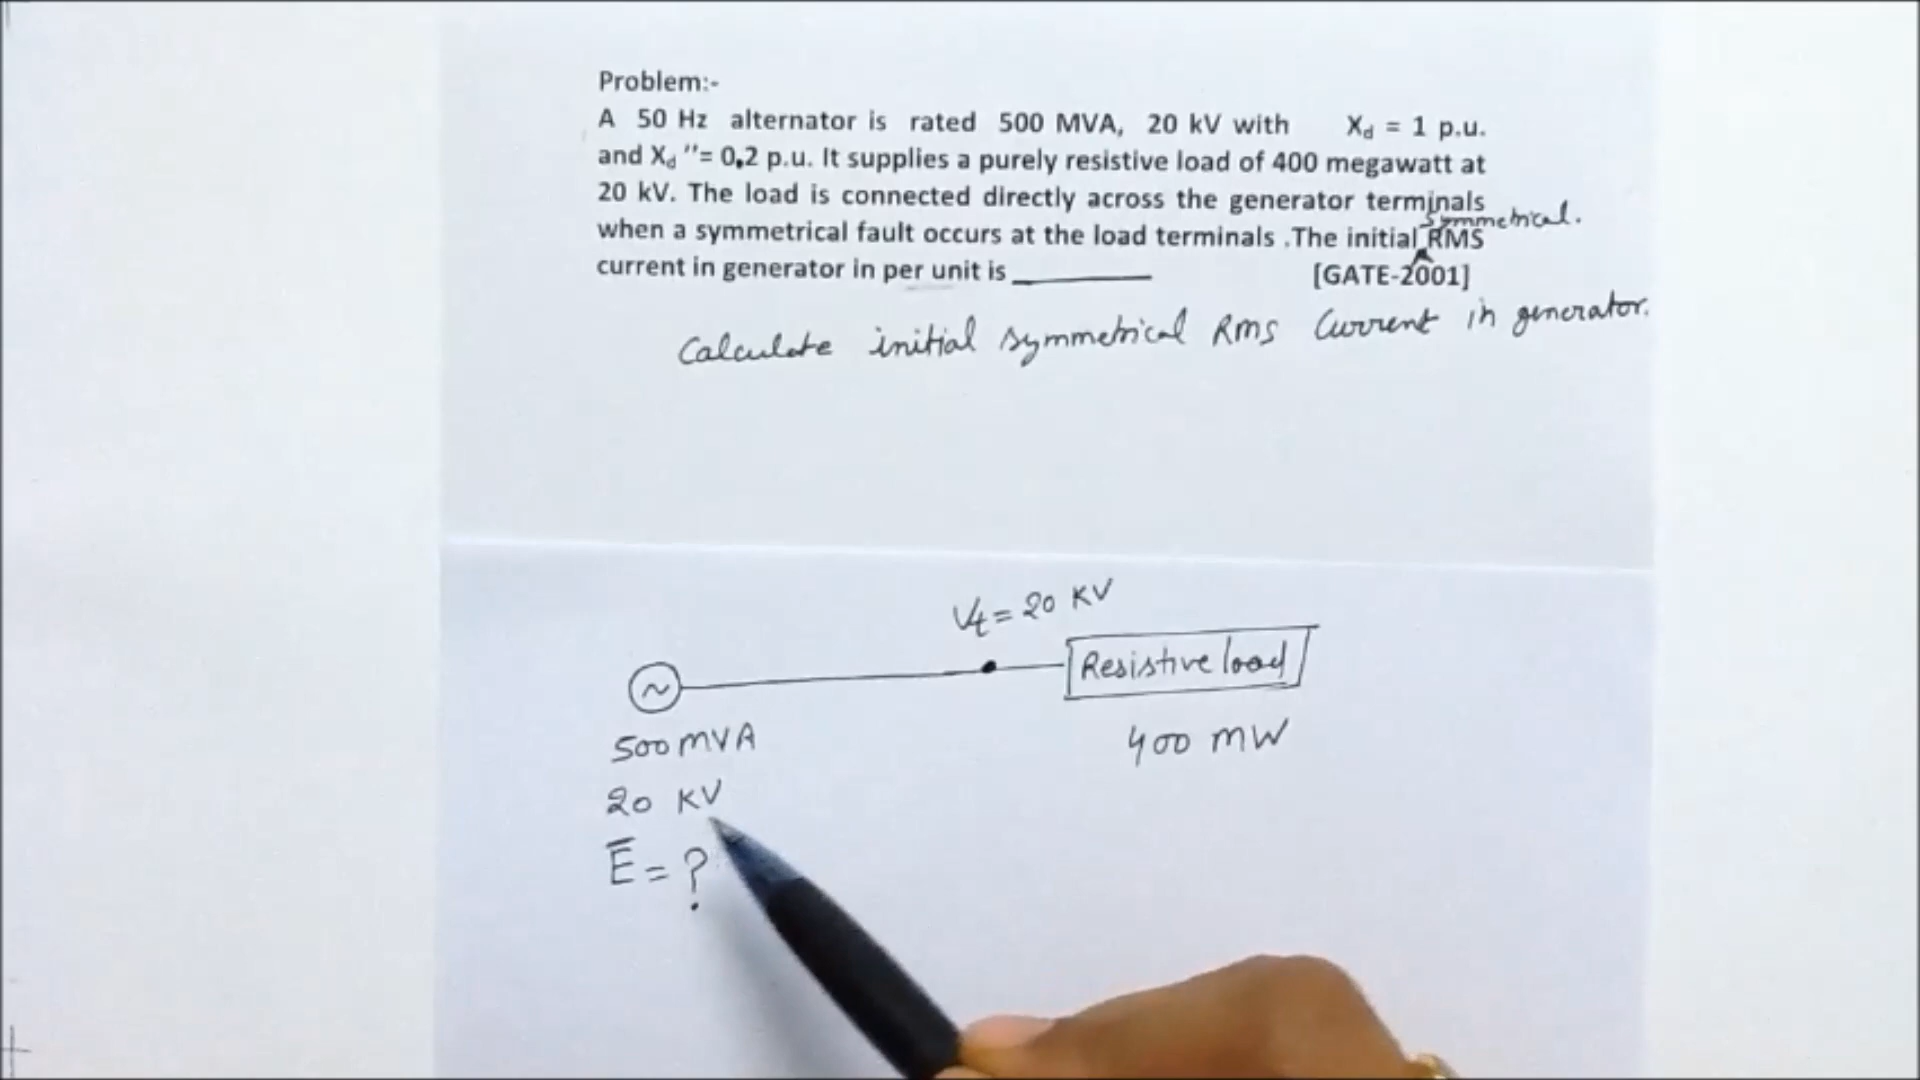 Problem:-
A 50 Hz alternator is rated 500 MVA, 20 kV with Xd = 1 p.u.
and Xd "= 0.2 p.u. It supplies a purely resistive load of 400 megawatt at
20 kV. The load is connected directly across the generator terminals
symmetrical.
when a symmetrical fault occurs at the load terminals .The initial RMS
current in generator in per unit is ________ [GATE-2001]
Calculate initial symmetrical RMS Current in generator.
Vt = 20 KV
~ Resistive load
500 MVA 400 MW
20 KV
Ē = ?